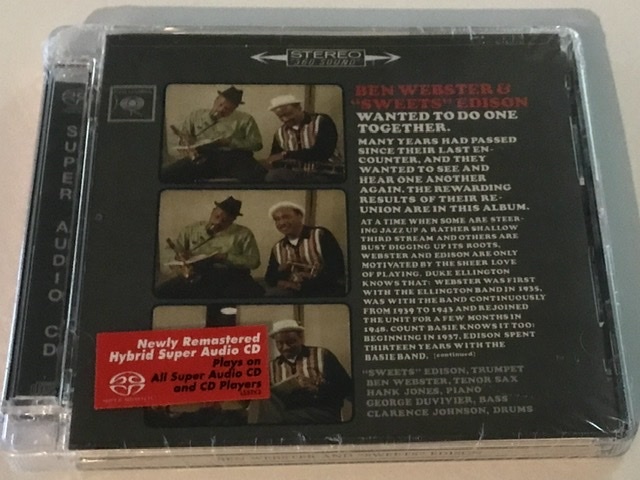 STEREO
360 SOUND
BEN WEBSTER &
"SWEETS" EDISON
WANTED TO DO ONE
TOGETHER.
MANY YEARS HAD PASSED
SINCE THEIR LAST EN-
COUNTER, AND THEY
WANTED TO SEE AND
HEAR ONE ANOTHER
AGAIN. THE REWARDING
RESULTS OF THEIR RE-
UNION ARE IN THIS ALBUM.
AT A TIME WHEN SOME ARE STEER-
ING JAZZ UP A RATHER SHALLOW
THIRD STREAM AND OTHERS ARE
BUSY DIGGING UP ITS ROOTS,
WEBSTER AND EDISON ARE ONLY
MOTIVATED BY THE SHEER LOVE
OF PLAYING. DUKE ELLINGTON
KNOWS THAT: WEBSTER WAS FIRST
WITH THE ELLINGTON BAND IN 1935,
WAS WITH THE BAND CONTINUOUSLY
FROM 1939 TO 1943 AND REJOINED
THE UNIT FOR A FEW MONTHS IN
1948. COUNT BASIE KNOWS IT TOO:
BEGINNING IN 1937, EDISON SPENT
THIRTEEN YEARS WITH THE
BASIE BAND. (continued)
"SWEETS" EDISON, TRUMPET
BEN WEBSTER, TENOR SAX
HANK JONES, PIANO
GEORGE DUVIVIER, BASS
CLARENCE JOHNSON, DRUMS
SUPER AUDIO CD
Newly Remastered
Hybrid Super Audio CD
Plays on
All Super Audio CD
and CD Players
BEN WEBSTER AND "SWEETS" EDISON